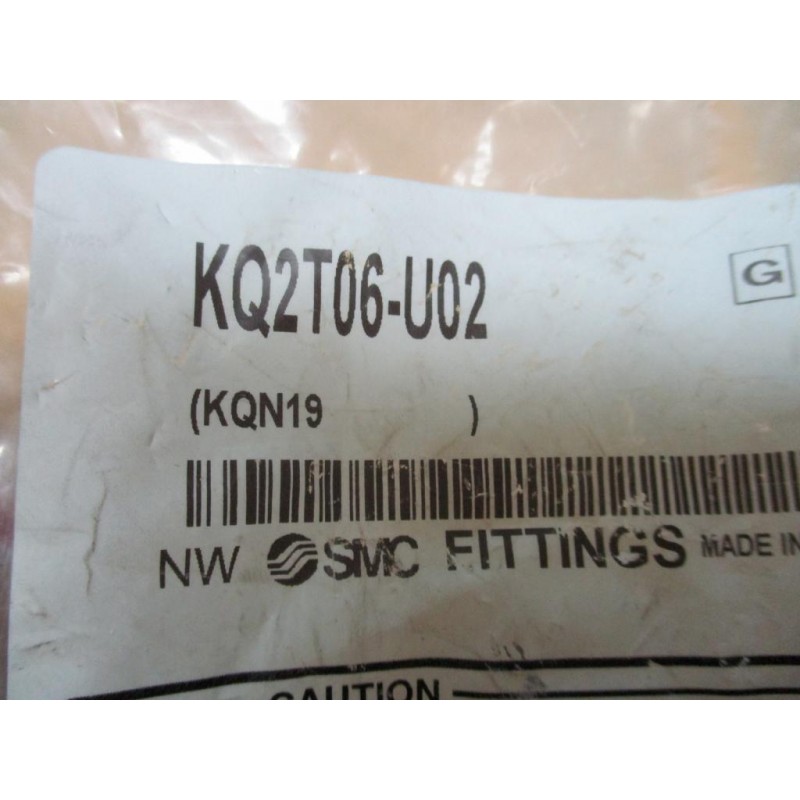 KQ2T06-U02
G
(KQN19 )
NW SMC FITTINGS MADE IN
CAUTION